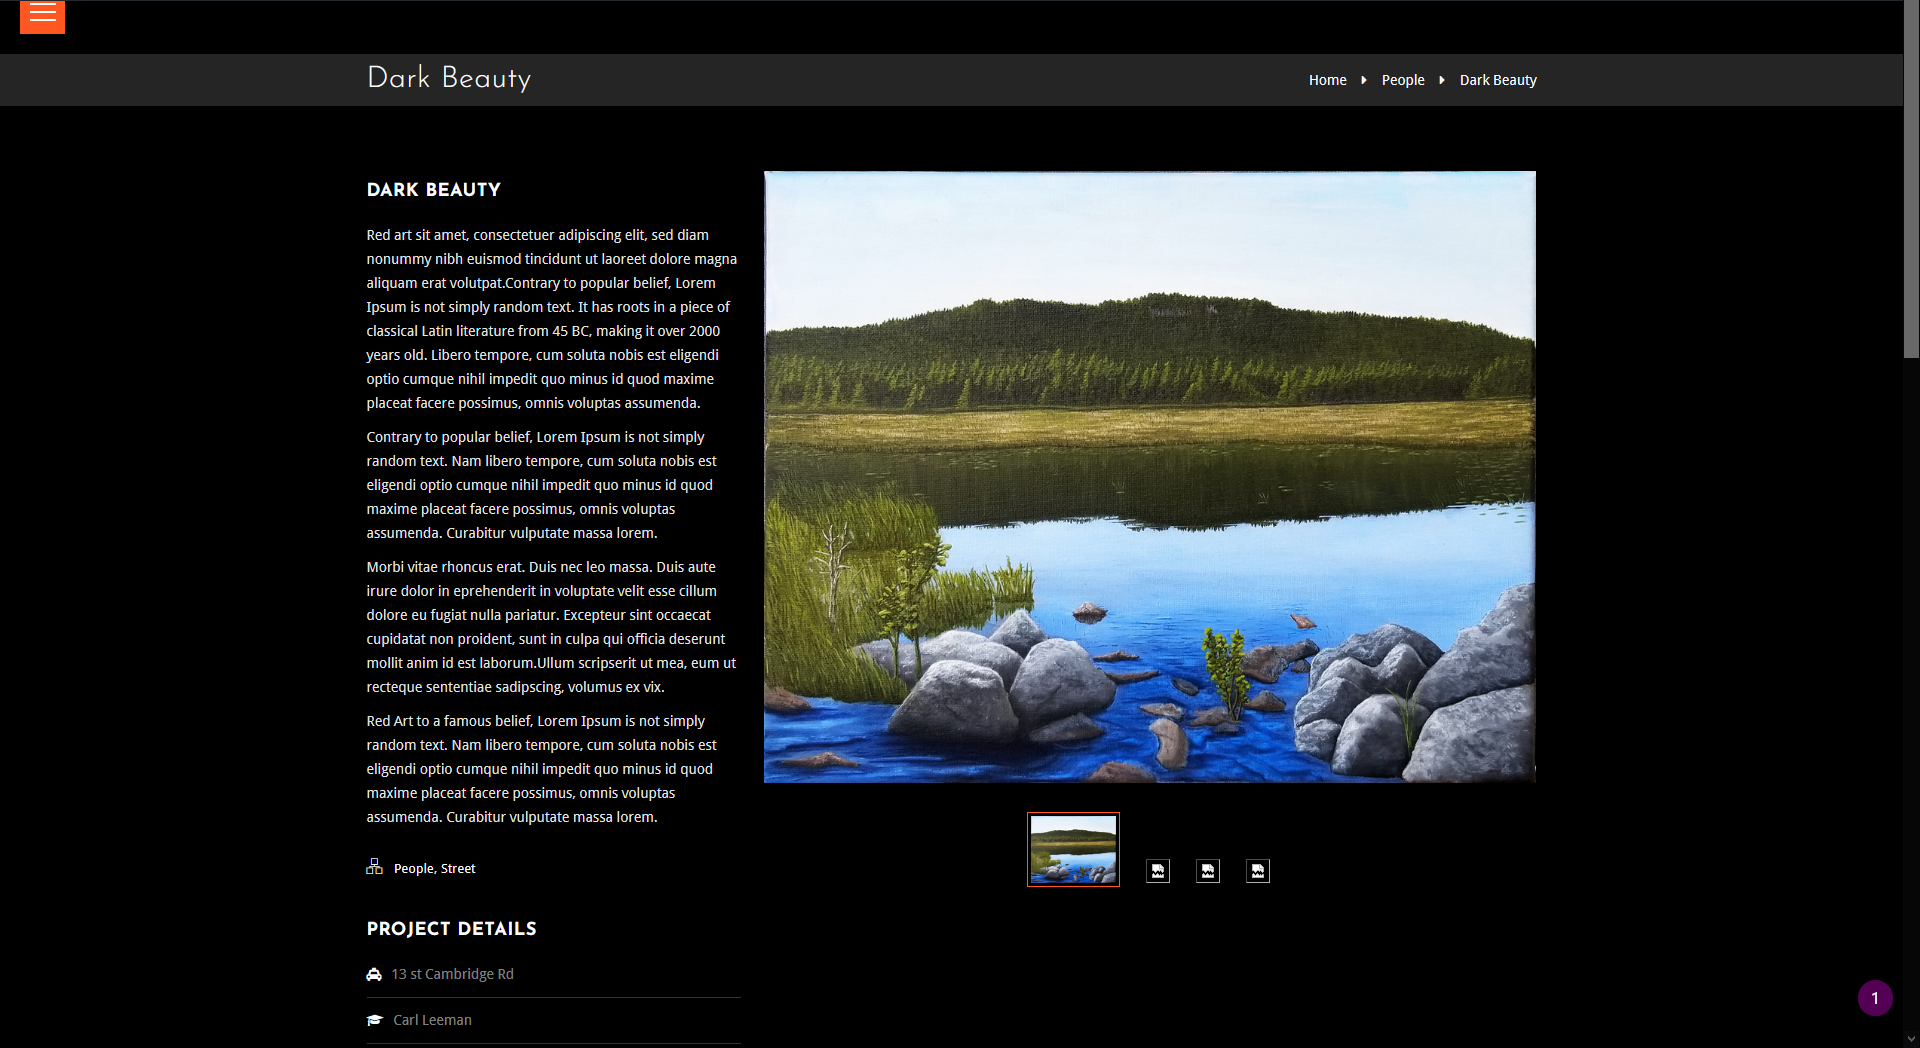 Dark Beauty
Home People Dark Beauty
DARK BEAUTY
Red art sit amet, consectetuer adipiscing elit, sed diam
nonummy nibh euismod tincidunt ut laoreet dolore magna
aliquam erat volutpat.Contrary to popular belief, Lorem
Ipsum is not simply random text. It has roots in a piece of
classical Latin literature from 45 BC, making it over 2000
years old. Libero tempore, cum soluta nobis est eligendi
optio cumque nihil impedit quo minus id quod maxime
placeat facere possimus, omnis voluptas assumenda.
Contrary to popular belief, Lorem Ipsum is not simply
random text. Nam libero tempore, cum soluta nobis est
eligendi optio cumque nihil impedit quo minus id quod
maxime placeat facere possimus, omnis voluptas
assumenda. Curabitur vulputate massa lorem.
Morbi vitae rhoncus erat. Duis nec leo massa. Duis aute
irure dolor in eprehenderit in voluptate velit esse cillum
dolore eu fugiat nulla pariatur. Excepteur sint occaecat
cupidatat non proident, sunt in culpa qui officia deserunt
mollit anim id est laborum.Ullum scripserit ut mea, eum ut
recteque sententiae sadipscing, volumus ex vix.
Red Art to a famous belief, Lorem Ipsum is not simply
random text. Nam libero tempore, cum soluta nobis est
eligendi optio cumque nihil impedit quo minus id quod
maxime placeat facere possimus, omnis voluptas
assumenda. Curabitur vulputate massa lorem.
People, Street
PROJECT DETAILS
13 st Cambridge Rd
Carl Leeman
1